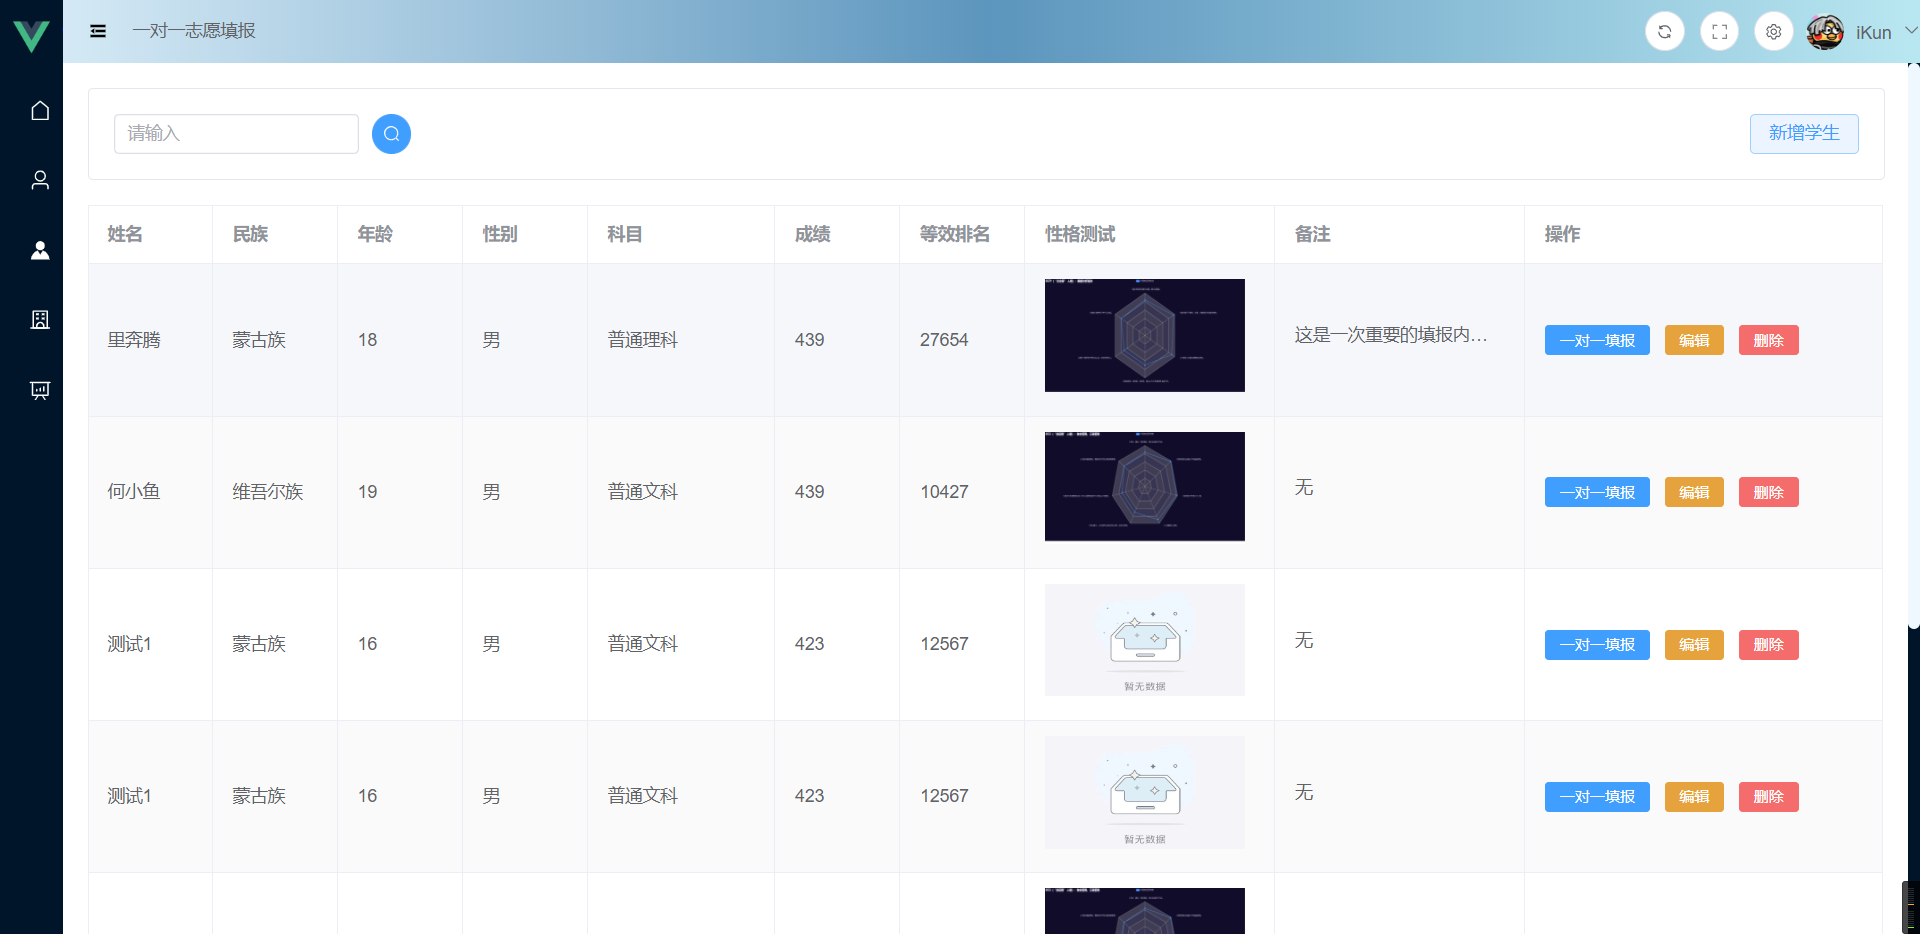 一对一志愿填报
iKun
请输入
新增学生
姓名 民族 年龄 性别 科目 成绩 等效排名 性格测试 备注 操作
里奔腾 蒙古族 18 男 普通理科 439 27654 这是一次重要的填报内... 一对一填报 编辑 删除
何小鱼 维吾尔族 19 男 普通文科 439 10427 无 一对一填报 编辑 删除
测试1 蒙古族 16 男 普通文科 423 12567 暂无数据 无 一对一填报 编辑 删除
测试1 蒙古族 16 男 普通文科 423 12567 暂无数据 无 一对一填报 编辑 删除